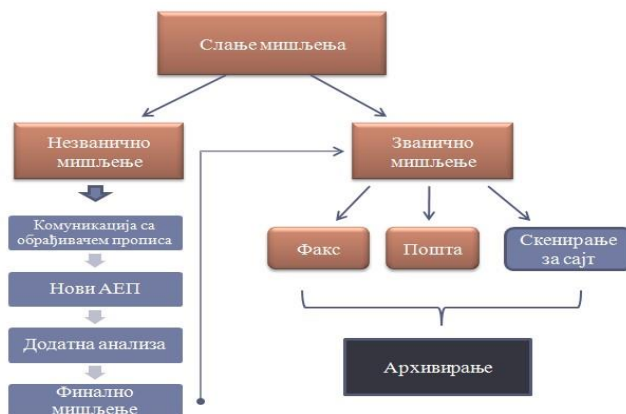 Слање мишљења
Незванично
мишљење
Званично
мишљење
Комуникација са
обрађивачем прописа
Нови АЕП
Додатна анализа
Финално
мишљење
Факс
Пошта
Скенирање
за сајт
Архивирање